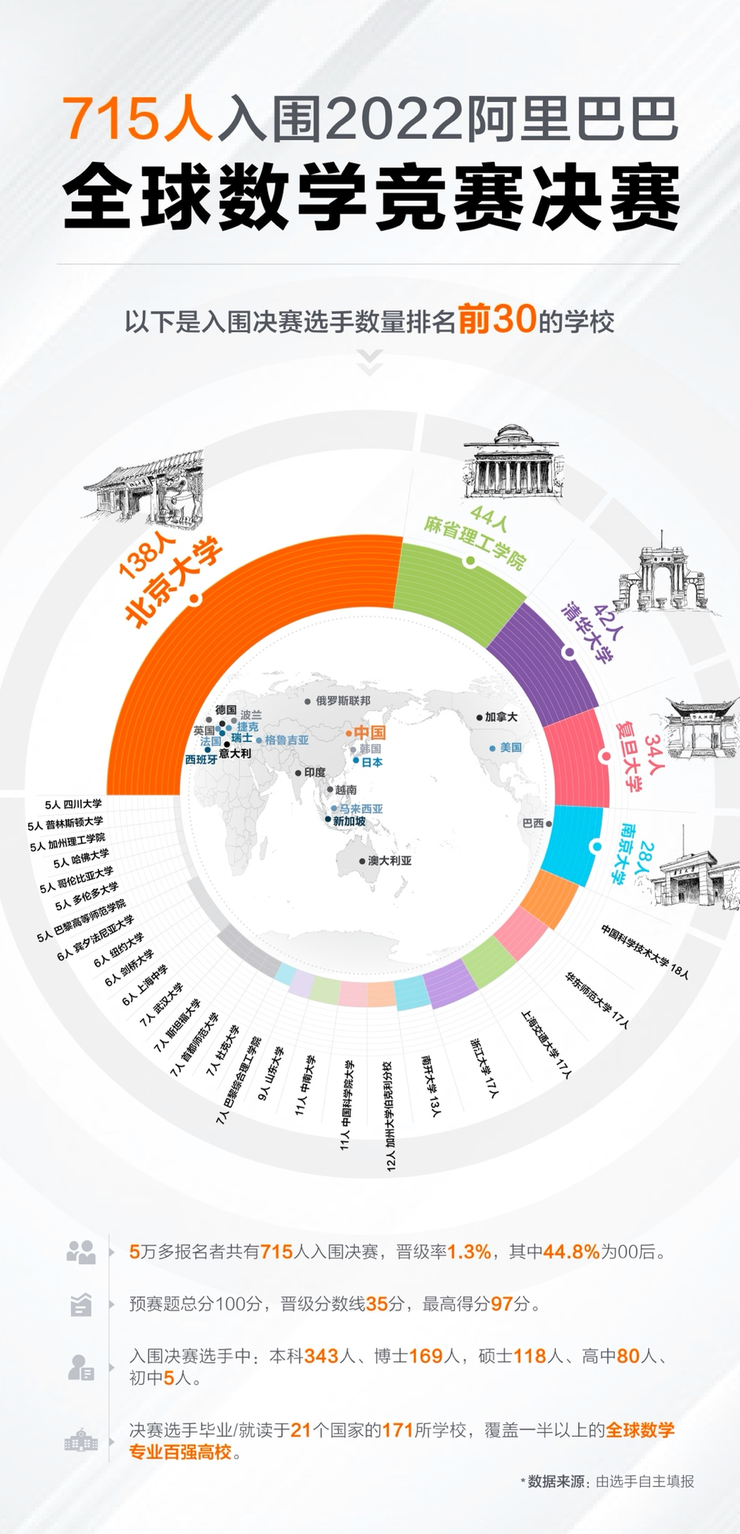 715人入围2022阿里巴巴
全球数学竞赛决赛
以下是入围决赛选手数量排名前30的学校
138人
北京大学
44人
麻省理工学院
42人
清华大学
34人
复旦大学
28人
南京大学
中国科学技术大学 18人
华东师范大学 17人
上海交通大学 17人
浙江大学 17人
南开大学 13人
12人 加州大学伯克利分校
11人 中国科学院大学
11人 中南大学
9人 山东大学
7人 巴黎综合理工学院
7人 杜克大学
7人 首都师范大学
7人 斯坦福大学
7人 武汉大学
6人 上海中学
6人 剑桥大学
6人 纽约大学
6人 宾夕法尼亚大学
5人 巴黎高等师范学院
5人 多伦多大学
5人 哥伦比亚大学
5人 哈佛大学
5人 加州理工学院
5人 普林斯顿大学
5人 四川大学
俄罗斯联邦
德国
波兰
英国
捷克
法国
瑞士
西班牙
意大利
格鲁吉亚
中国
韩国
日本
印度
越南
马来西亚
新加坡
澳大利亚
加拿大
美国
巴西
5万多报名者共有715人入围决赛，晋级率1.3%，其中44.8%为00后。
预赛题总分100分，晋级分数线35分，最高得分97分。
入围决赛选手中：本科343人、博士169人，硕士118人、高中80人、
初中5人。
决赛选手毕业/就读于21个国家的171所学校，覆盖一半以上的全球数学
专业百强高校。
*数据来源：由选手自主填报